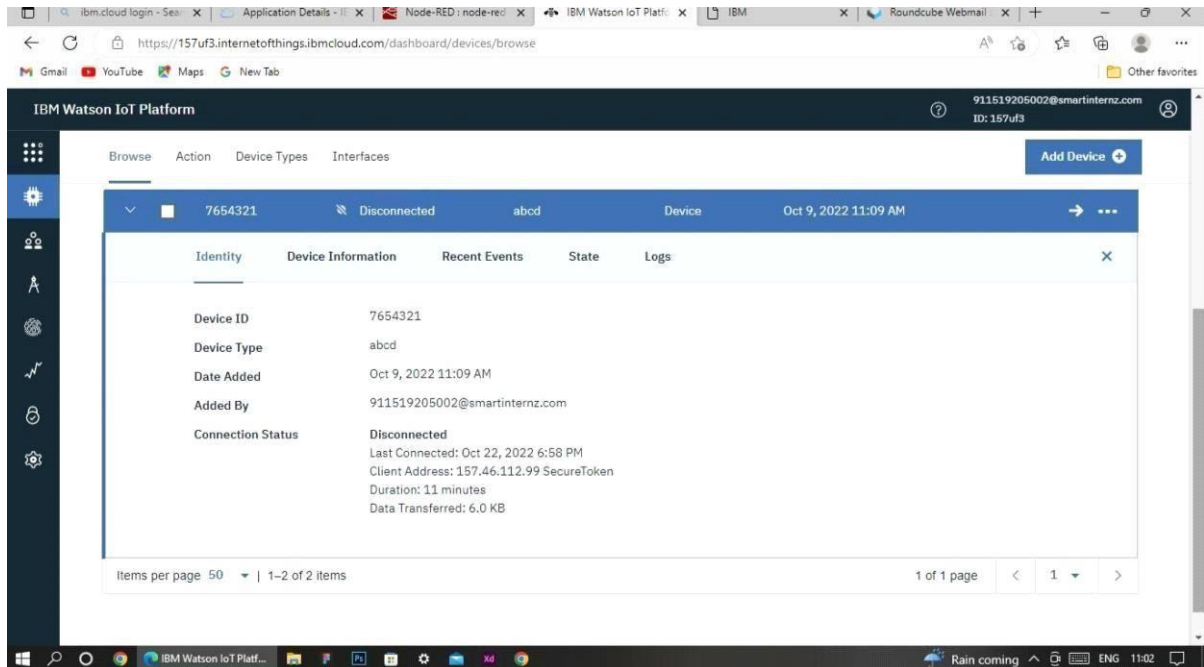 ibm.cloud login - Sear
Application Details - I
Node-RED : node-red
IBM Watson IoT Platfo
IBM
Roundcube Webmail
https://157uf3.internetofthings.ibmcloud.com/dashboard/devices/browse
Gmail YouTube Maps New Tab Other favorites
IBM Watson IoT Platform
911519205002@smartinternz.com
ID: 157uf3
Browse Action Device Types Interfaces Add Device
7654321 Disconnected abcd Device Oct 9, 2022 11:09 AM
Identity Device Information Recent Events State Logs
Device ID 7654321
Device Type abcd
Date Added Oct 9, 2022 11:09 AM
Added By 911519205002@smartinternz.com
Connection Status Disconnected
Last Connected: Oct 22, 2022 6:58 PM
Client Address: 157.46.112.99 SecureToken
Duration: 11 minutes
Data Transferred: 6.0 KB
Items per page 50 | 1–2 of 2 items 1 of 1 page 1
IBM Watson IoT Platf... Ps Xd Rain coming ENG 11:02